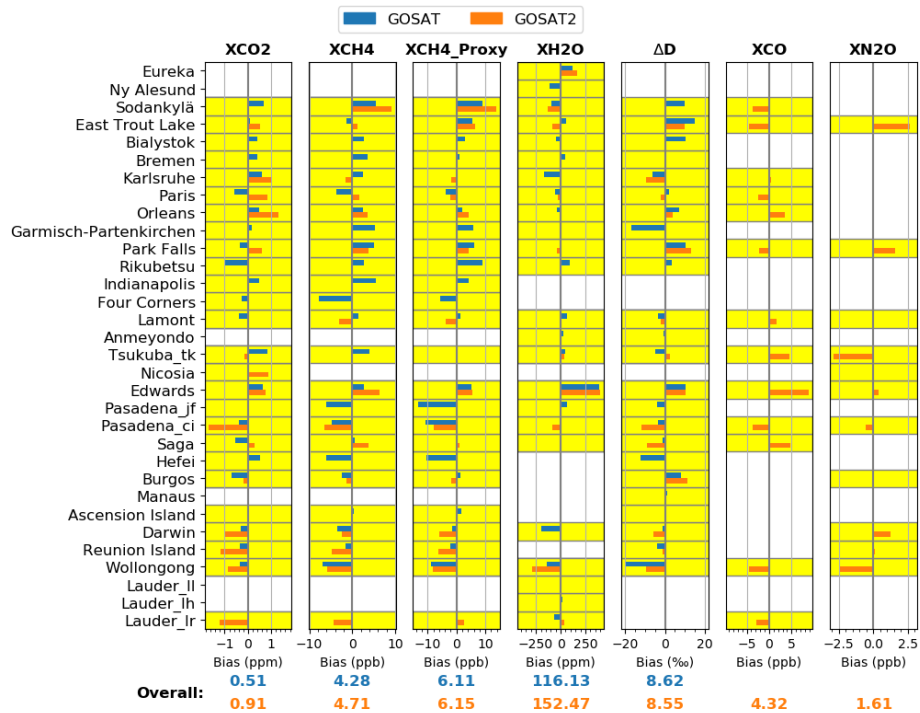 GOSAT GOSAT2
XCO2 XCH4 XCH4_Proxy XH2O ΔD XCO XN2O
Eureka
Ny Alesund
Sodankylä
East Trout Lake
Bialystok
Bremen
Karlsruhe
Paris
Orleans
Garmisch-Partenkirchen
Park Falls
Rikubetsu
Indianapolis
Four Corners
Lamont
Anmeyondo
Tsukuba_tk
Nicosia
Edwards
Pasadena_jf
Pasadena_ci
Saga
Hefei
Burgos
Manaus
Ascension Island
Darwin
Reunion Island
Wollongong
Lauder_ll
Lauder_lh
Lauder_lr
−1 0 1 −10 0 10 −10 0 10 −250 0 250 −20 0 20 0 5 0.0 2.5
Bias (ppm) Bias (ppb) Bias (ppb) Bias (ppm) Bias (‰) Bias (ppb) Bias (ppb)
Overall:
0.51 4.28 6.11 116.13 8.62
0.91 4.71 6.15 152.47 8.55 4.32 1.61